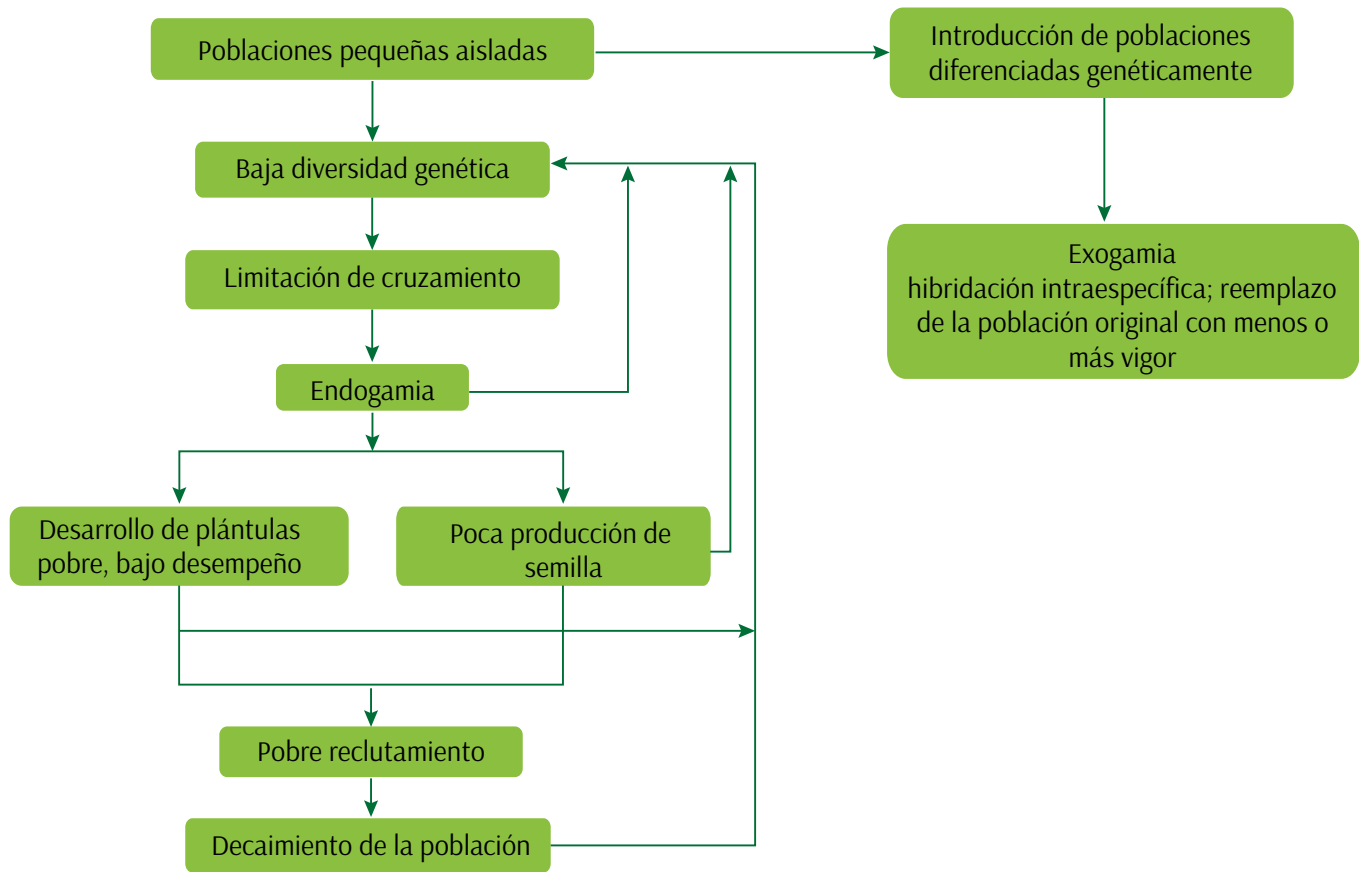 Poblaciones pequeñas aisladas
Introducción de poblaciones
diferenciadas genéticamente
Baja diversidad genética
Limitación de cruzamiento
Exogamia
hibridación intraespecífica; reemplazo
de la población original con menos o
más vigor
Endogamia
Desarrollo de plántulas
pobre, bajo desempeño
Poca producción de
semilla
Pobre reclutamiento
Decaimiento de la población